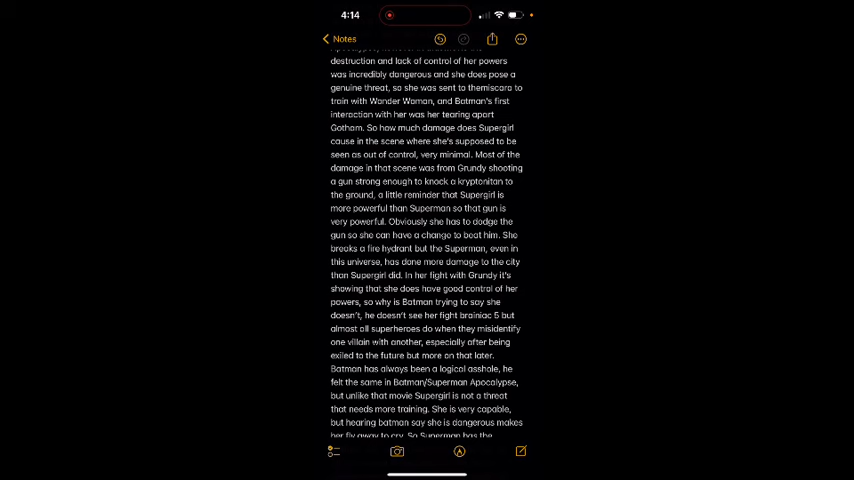 4:14
Notes
destruction and lack of control of her powers
was incredibly dangerous and she does pose a
genuine threat, so she was sent to themiscara to
train with Wander Waman, and Batman's first
interaction with her was her tearing apart
Gotham. So how much damage does Supergirl
cause in the scene where she's supposed to be
seen as out of control, very minimal. Most of the
damage in that scene was from Grundy shooting
a gun strong enough to knock a kryptonitan to
the ground, a little reminder that Supergirl is
more powerful than Superman so that gun is
very powerful. Obviously she has to dodge the
gun so she can have a change to beat him. She
breaks a fire hydrant but the Superman, even in
this universe, has done more damage to the city
than Supergirl did. In her fight with Grundy it's
showing that she does have good control of her
powers, so why is Batman trying to say she
doesn't, he doesn't see her fight brainiac 5 but
almost all superheroes do when they misidentify
one villain with another, especially after being
exiled to the future but more on that later.
Batman has always been a logical asshole, he
felt the same in Batman/Superman Apocalypse,
but unlike that movie Supergirl is not a threat
that needs more training. She is very capable,
but hearing batman say she is dangerous makes
her fly away to cry. So Superman has the